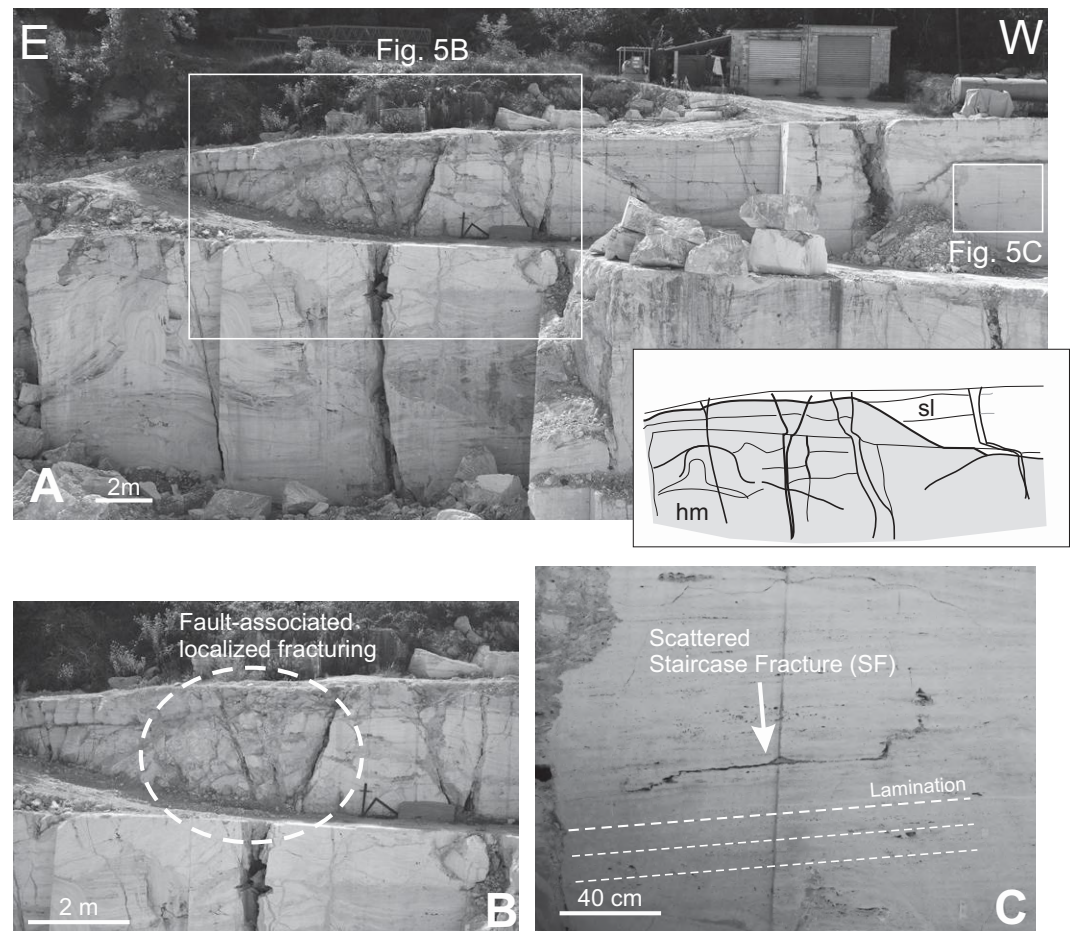 E
W
Fig. 5B
Fig. 5C
A
2m
sl
hm
Fault-associated
localized fracturing
2 m
B
Scattered
Staircase Fracture (SF)
Lamination
40 cm
C